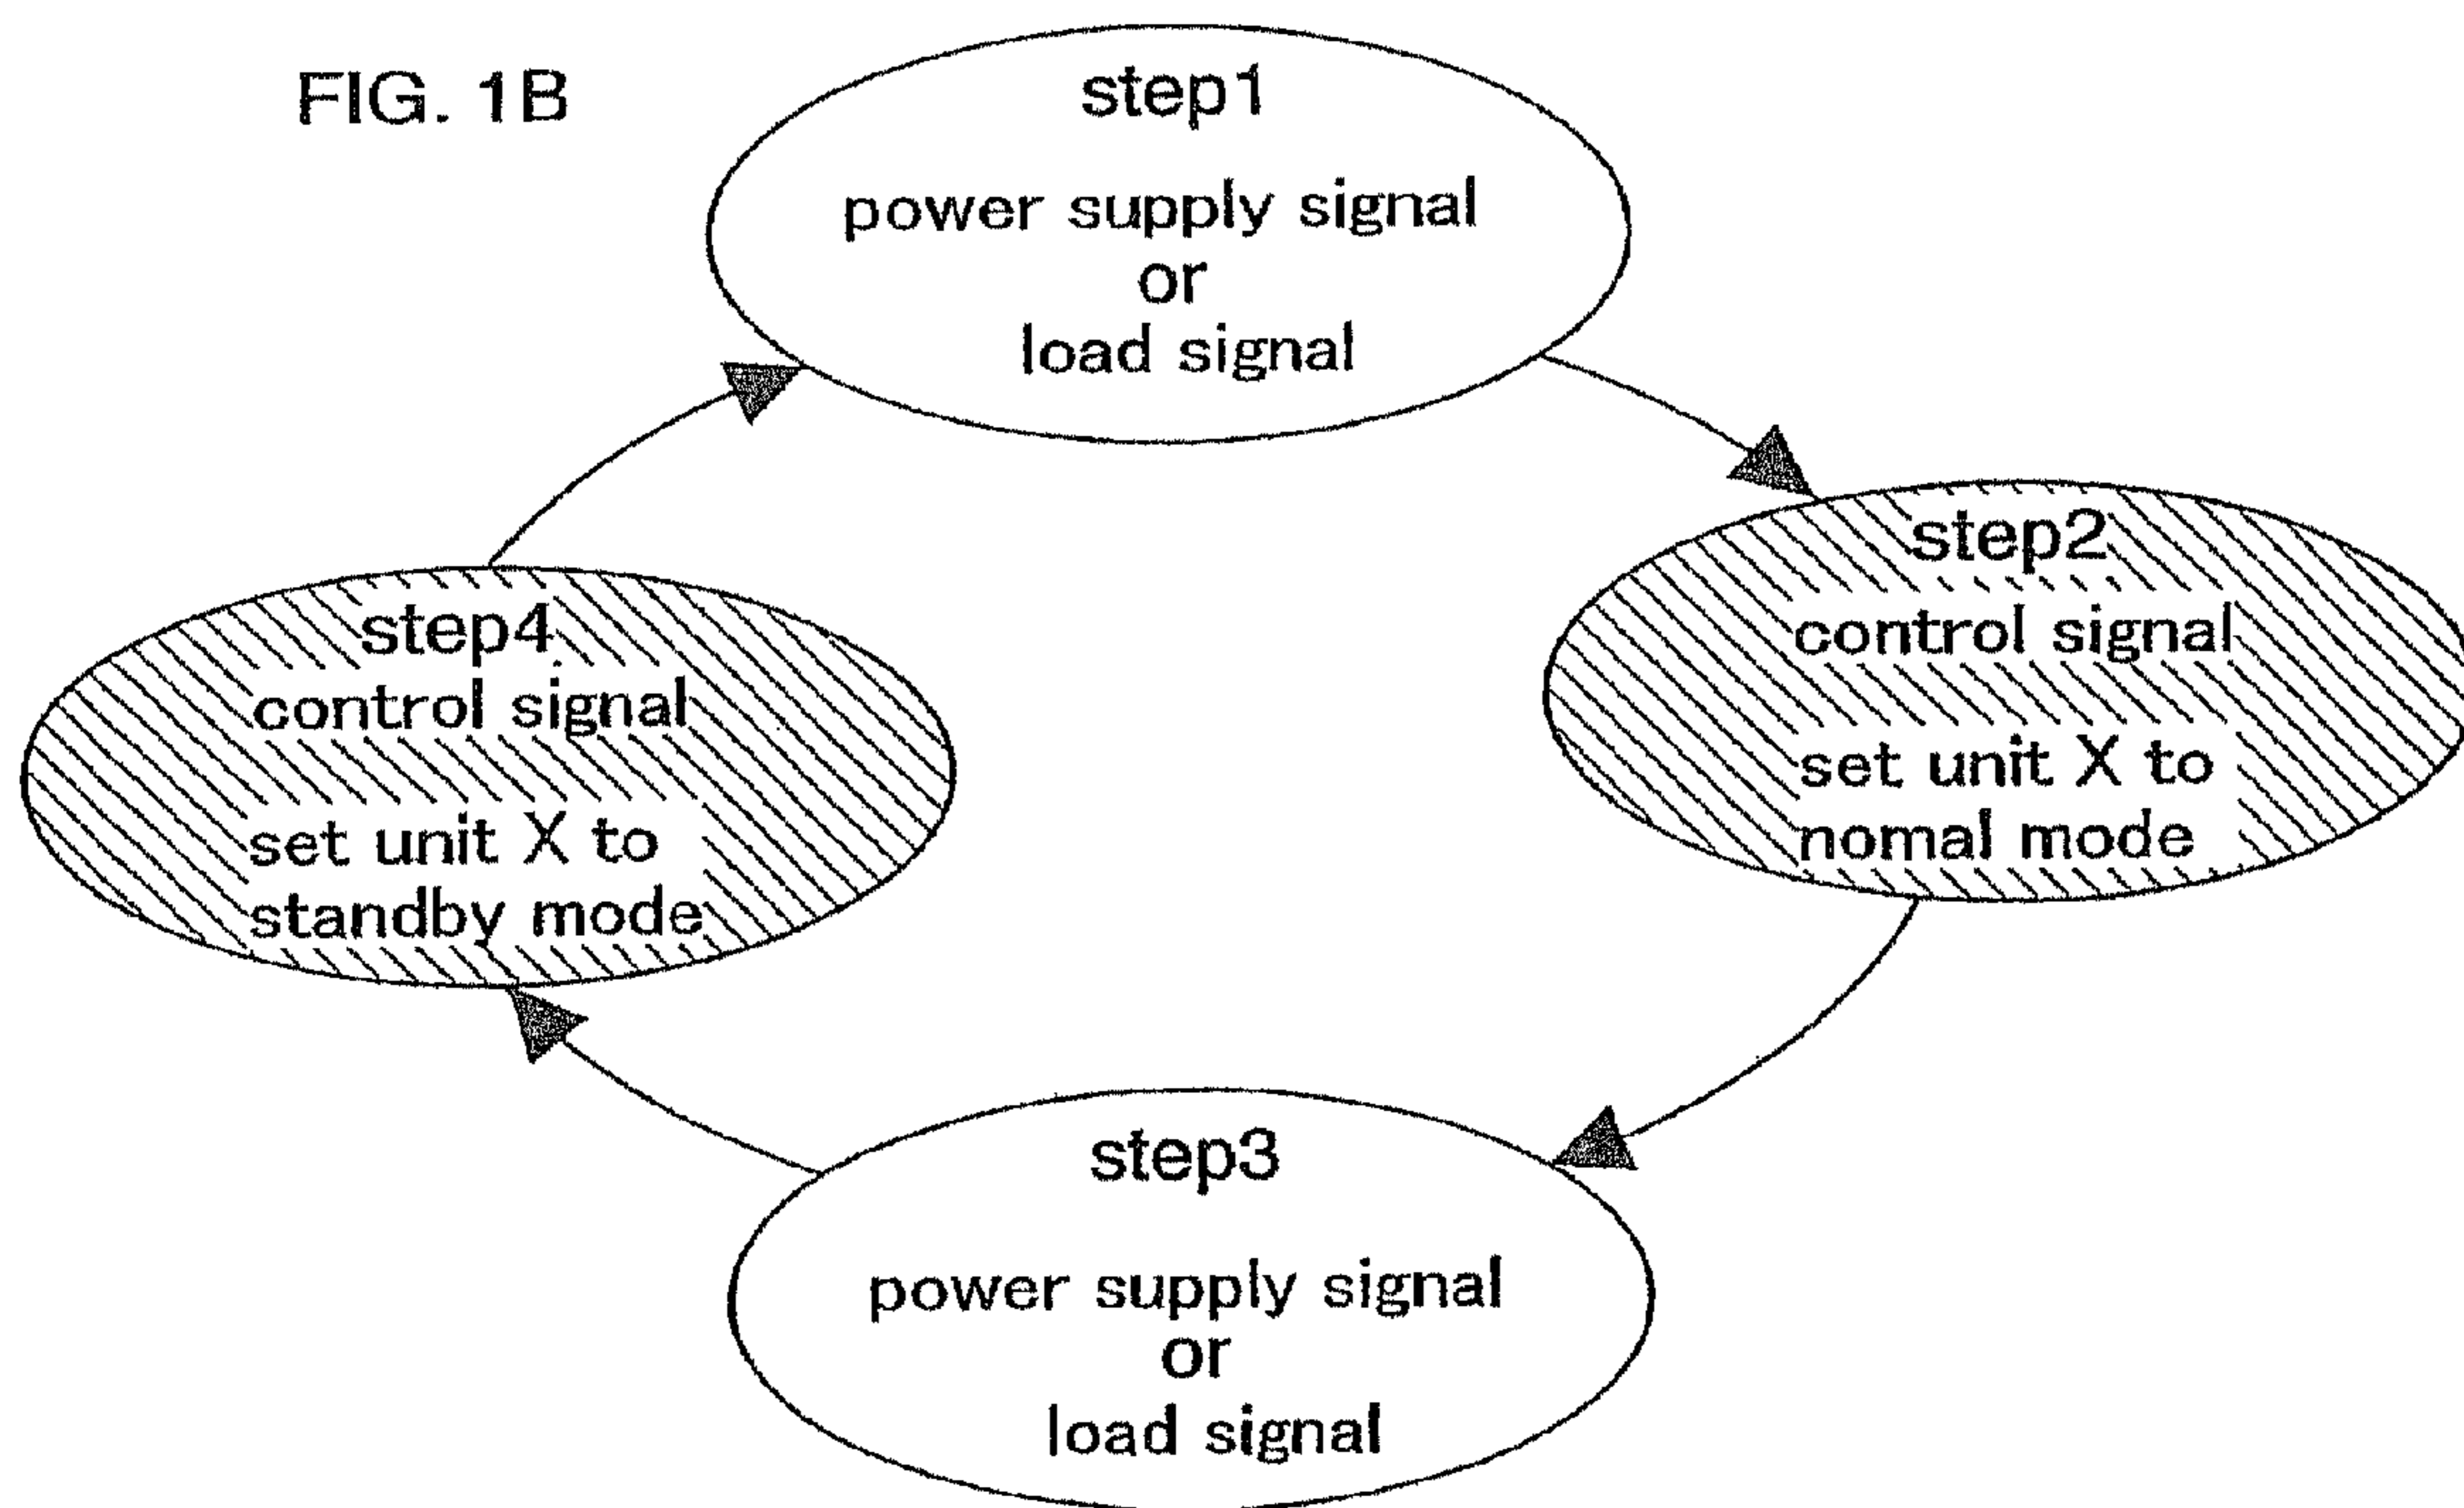 FIG. 1B
step1
power supply signal
or
load signal
step2
control signal
set unit X to
nomal mode
step3
power supply signal
or
load signal
step4
control signal
set unit X to
standby mode